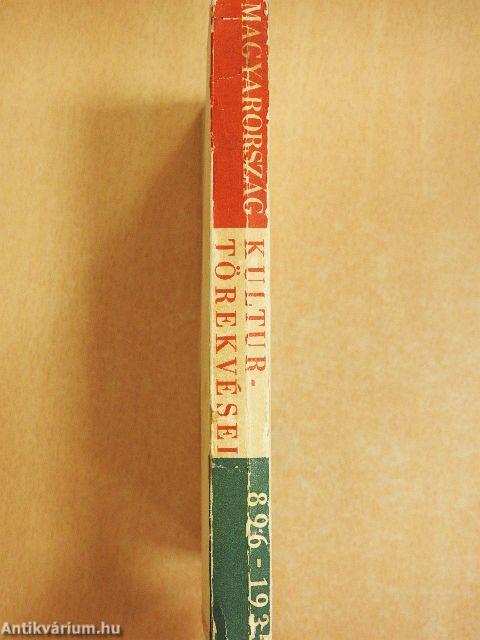 MAGYARORSZÁG
KULTUR-
TÖREKVÉSEI
896-193
Antikvárium.hu